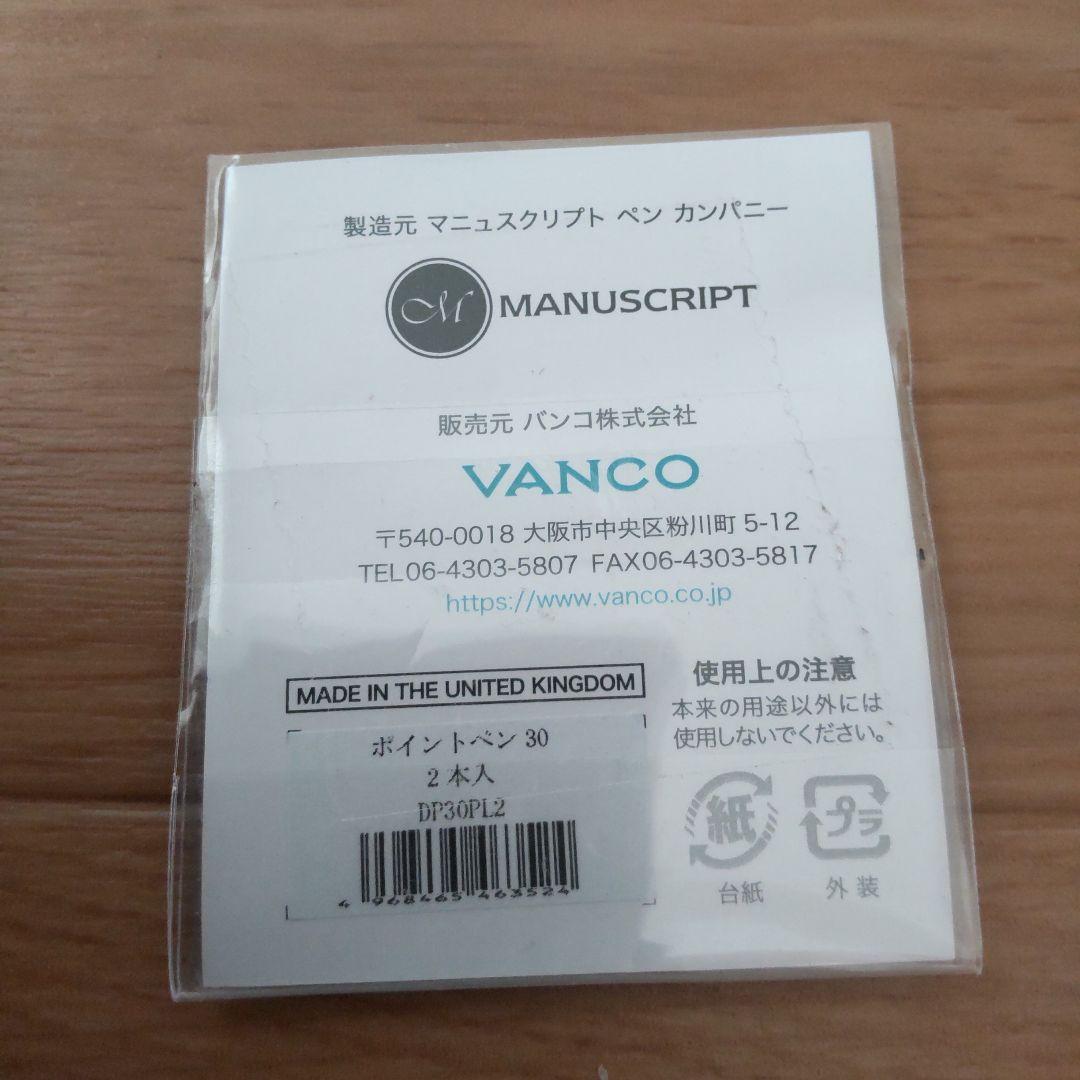 製造元 マニュスクリプト ペン カンパニー
M MANUSCRIPT
販売元 バンコ株式会社
VANCO
〒540-0018 大阪市中央区粉川町 5-12
TEL06-4303-5807 FAX06-4303-5817
https://www.vanco.co.jp
MADE IN THE UNITED KINGDOM
ポイントペン 30
2 本入
DP30PL2
4 968465 463524
使用上の注意
本来の用途以外には
使用しないでください。
紙
台紙
プラ
外装